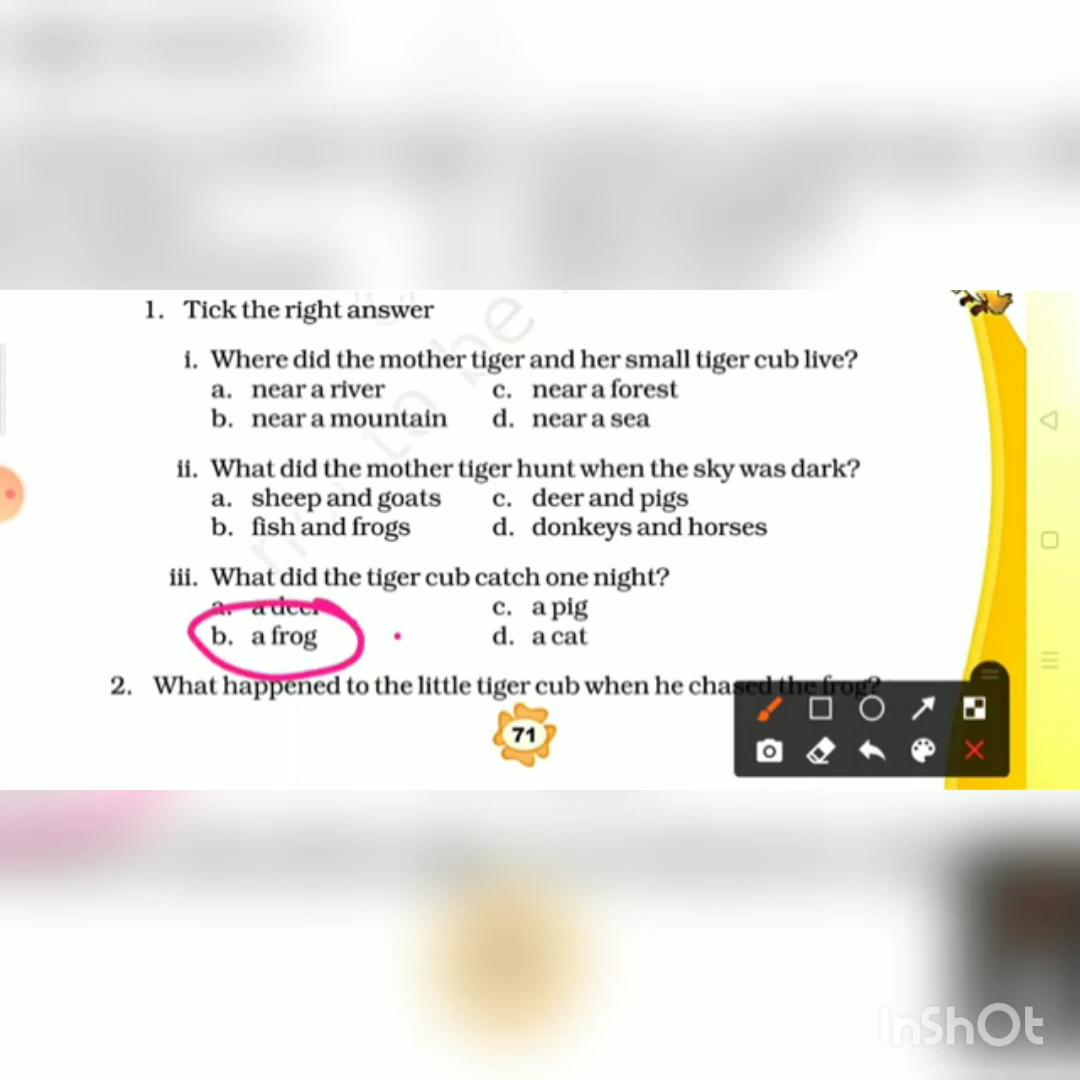 1. Tick the right answer
i. Where did the mother tiger and her small tiger cub live?
a. near a river c. near a forest
b. near a mountain d. near a sea
ii. What did the mother tiger hunt when the sky was dark?
a. sheep and goats c. deer and pigs
b. fish and frogs d. donkeys and horses
iii. What did the tiger cub catch one night?
a. a deer c. a pig
b. a frog d. a cat
2. What happened to the little tiger cub when he chased the frog?
71
to be
InShOt